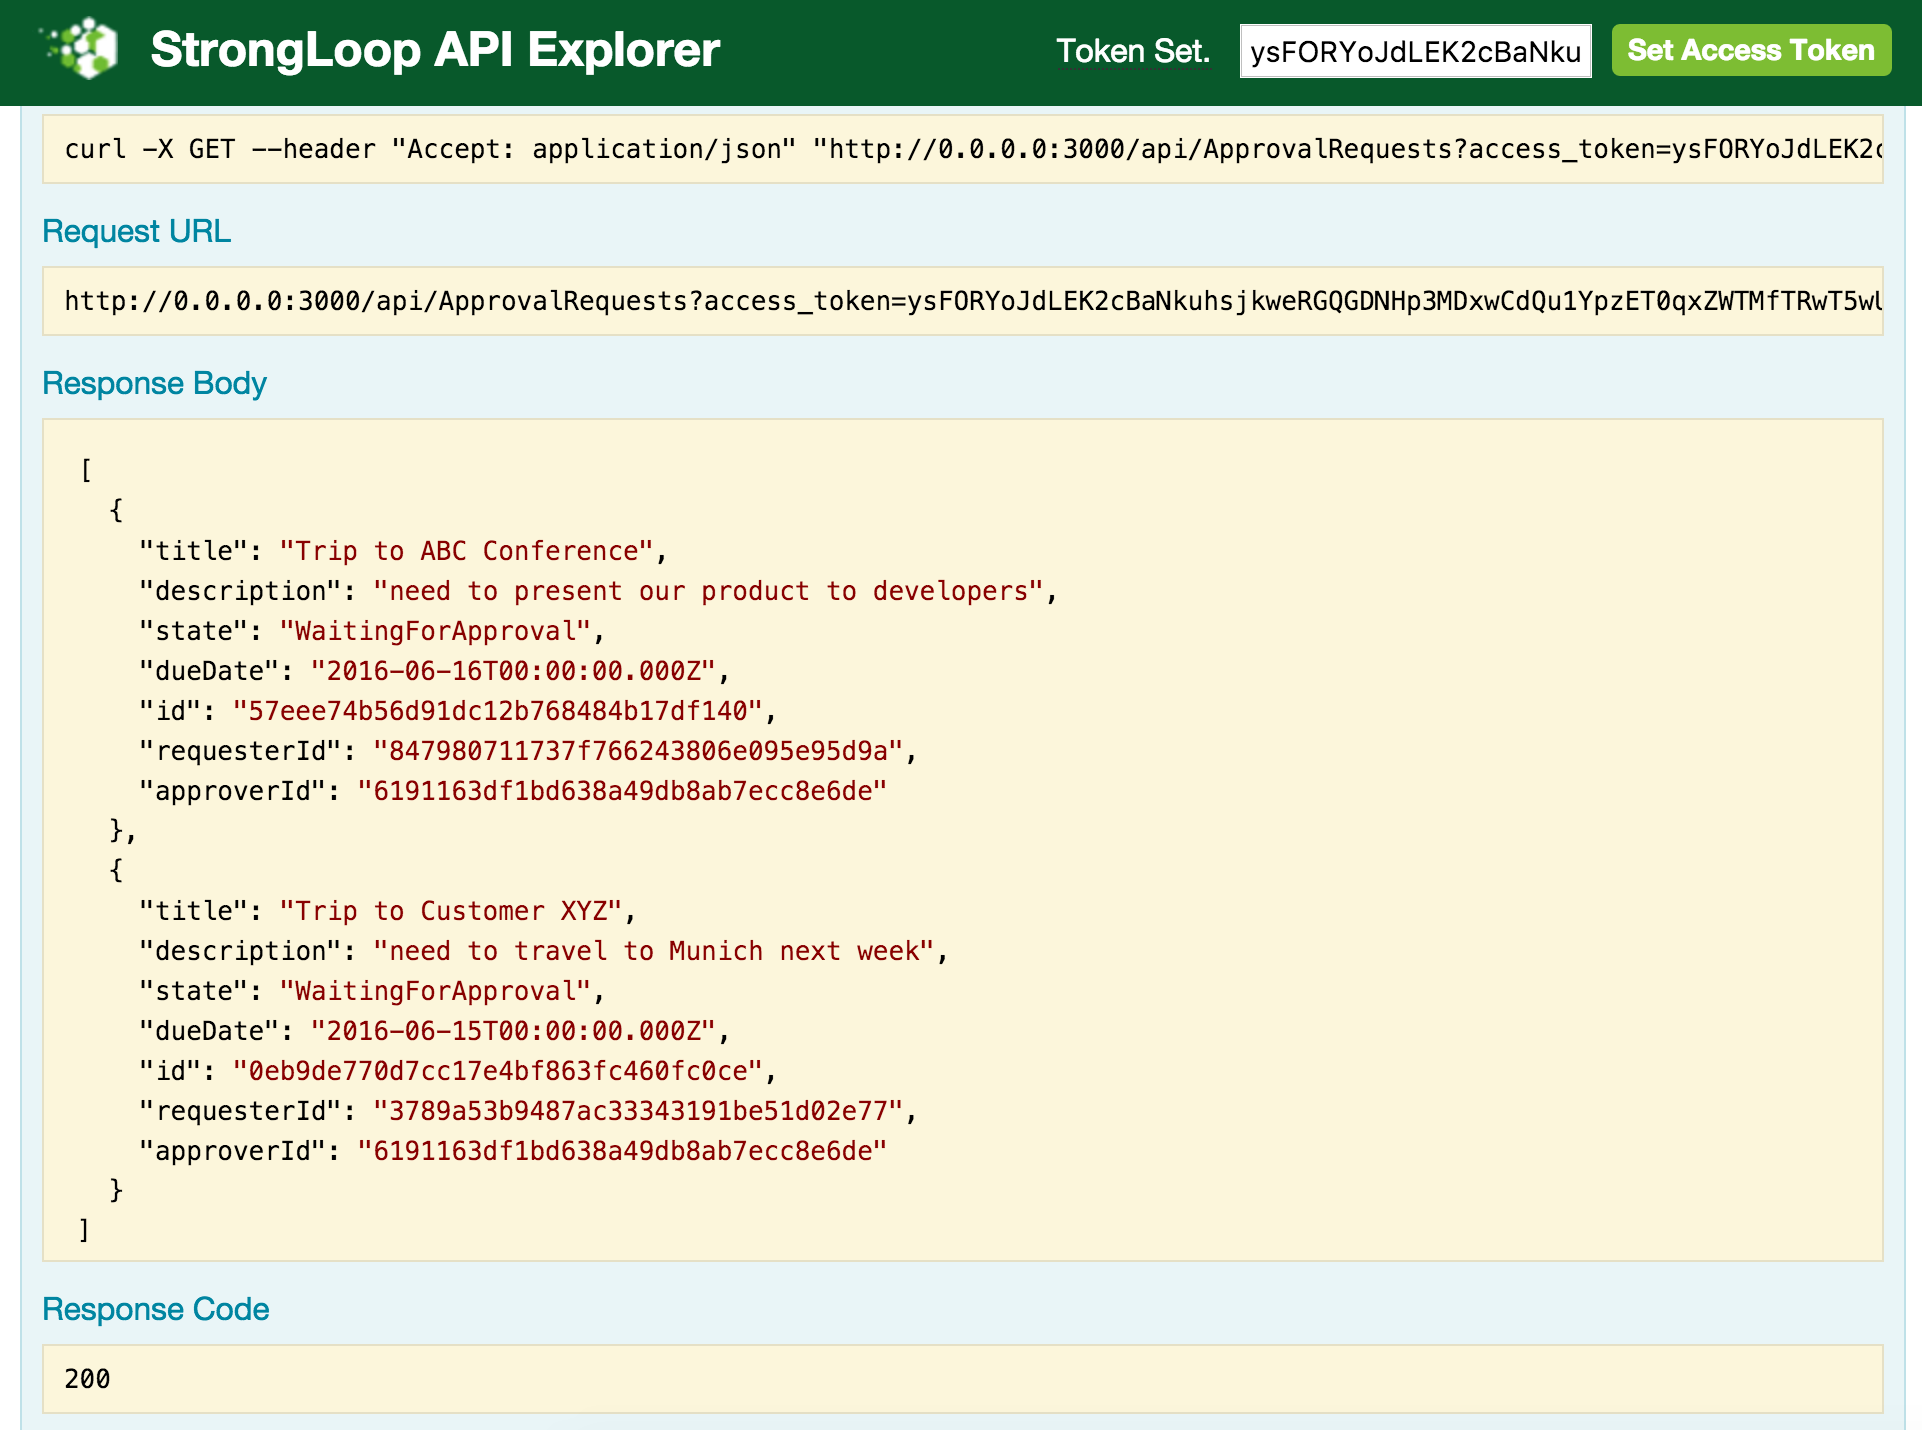 StrongLoop API Explorer
Token Set.
ysFORYoJdLEK2cBaNku
Set Access Token
curl -X GET --header "Accept: application/json" "http://0.0.0.0:3000/api/ApprovalRequests?access_token=ysFORYoJdLEK2c
Request URL
http://0.0.0.0:3000/api/ApprovalRequests?access_token=ysFORYoJdLEK2cBaNkuhsjkweRGQGDNHp3MDxwCdQu1YpzET0qxZWTMfTRwT5wU
Response Body
[
{
"title": "Trip to ABC Conference",
"description": "need to present our product to developers",
"state": "WaitingForApproval",
"dueDate": "2016-06-16T00:00:00.000Z",
"id": "57eee74b56d91dc12b768484b17df140",
"requesterId": "847980711737f766243806e095e95d9a",
"approverId": "6191163df1bd638a49db8ab7ecc8e6de"
},
{
"title": "Trip to Customer XYZ",
"description": "need to travel to Munich next week",
"state": "WaitingForApproval",
"dueDate": "2016-06-15T00:00:00.000Z",
"id": "0eb9de770d7cc17e4bf863fc460fc0ce",
"requesterId": "3789a53b9487ac33343191be51d02e77",
"approverId": "6191163df1bd638a49db8ab7ecc8e6de"
}
]
Response Code
200